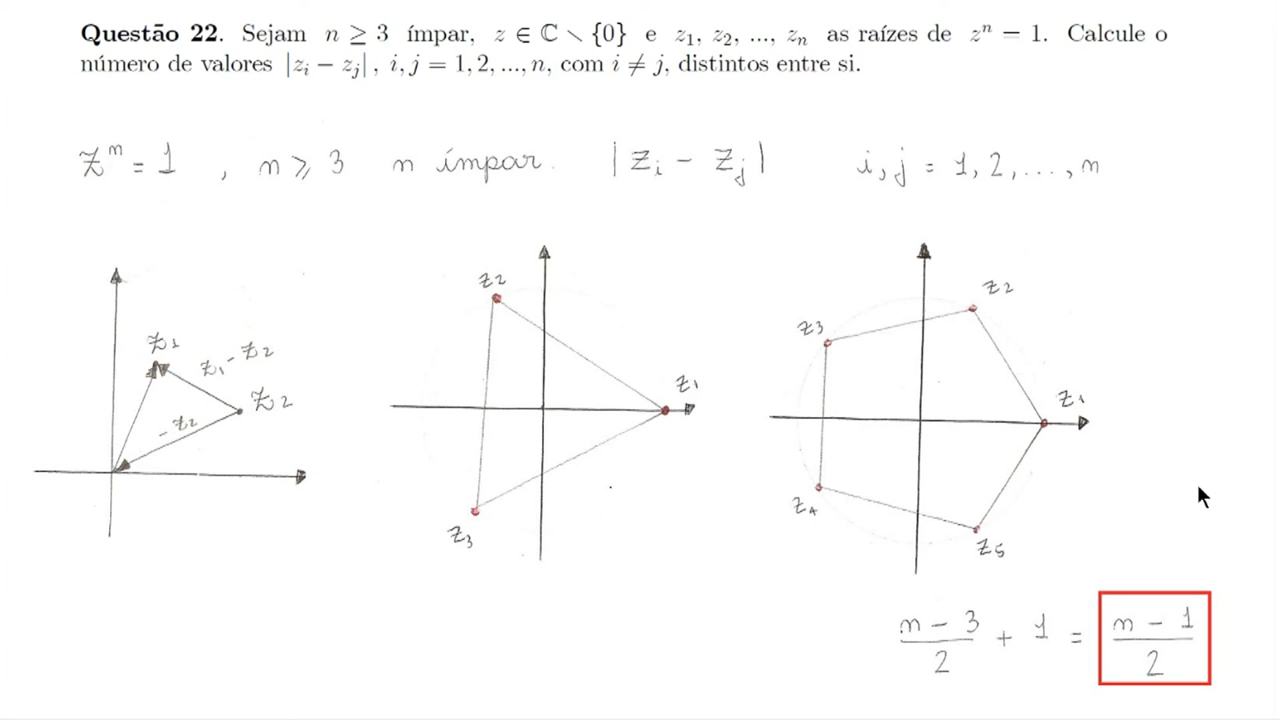 Questão 22. Sejam n ≥ 3 ímpar, z ∈ ℂ ∖ {0} e z₁, z₂, ..., zₙ as raízes de zⁿ = 1. Calcule o
número de valores |zᵢ − zⱼ|, i, j = 1, 2, ..., n, com i ≠ j, distintos entre si.
zⁿ = 1 , n ≥ 3 n ímpar. |zᵢ − zⱼ| i, j = 1, 2, ..., n
z₁
z₁ − z₂
z₂
−z₂
z₂
z₁
z₃
z₂
z₃
z₁
z₄
z₅
(n − 3)/2 + 1 = (n − 1)/2